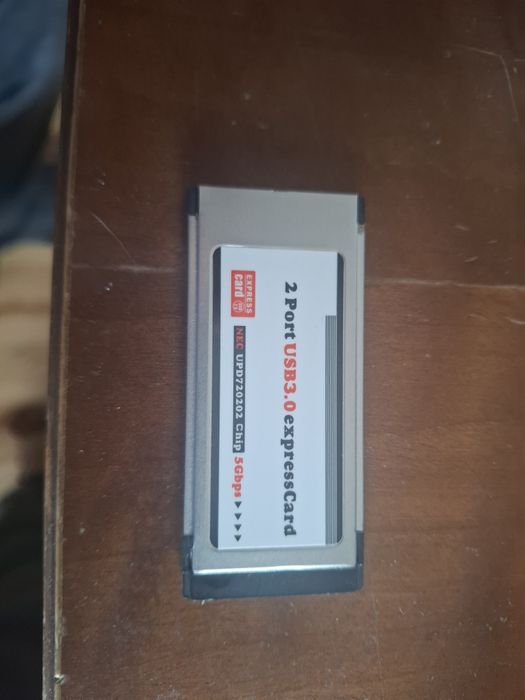 2 Port USB3.0 expressCard
EXPRESS
card
NEC UPD720202 Chip 5Gbps